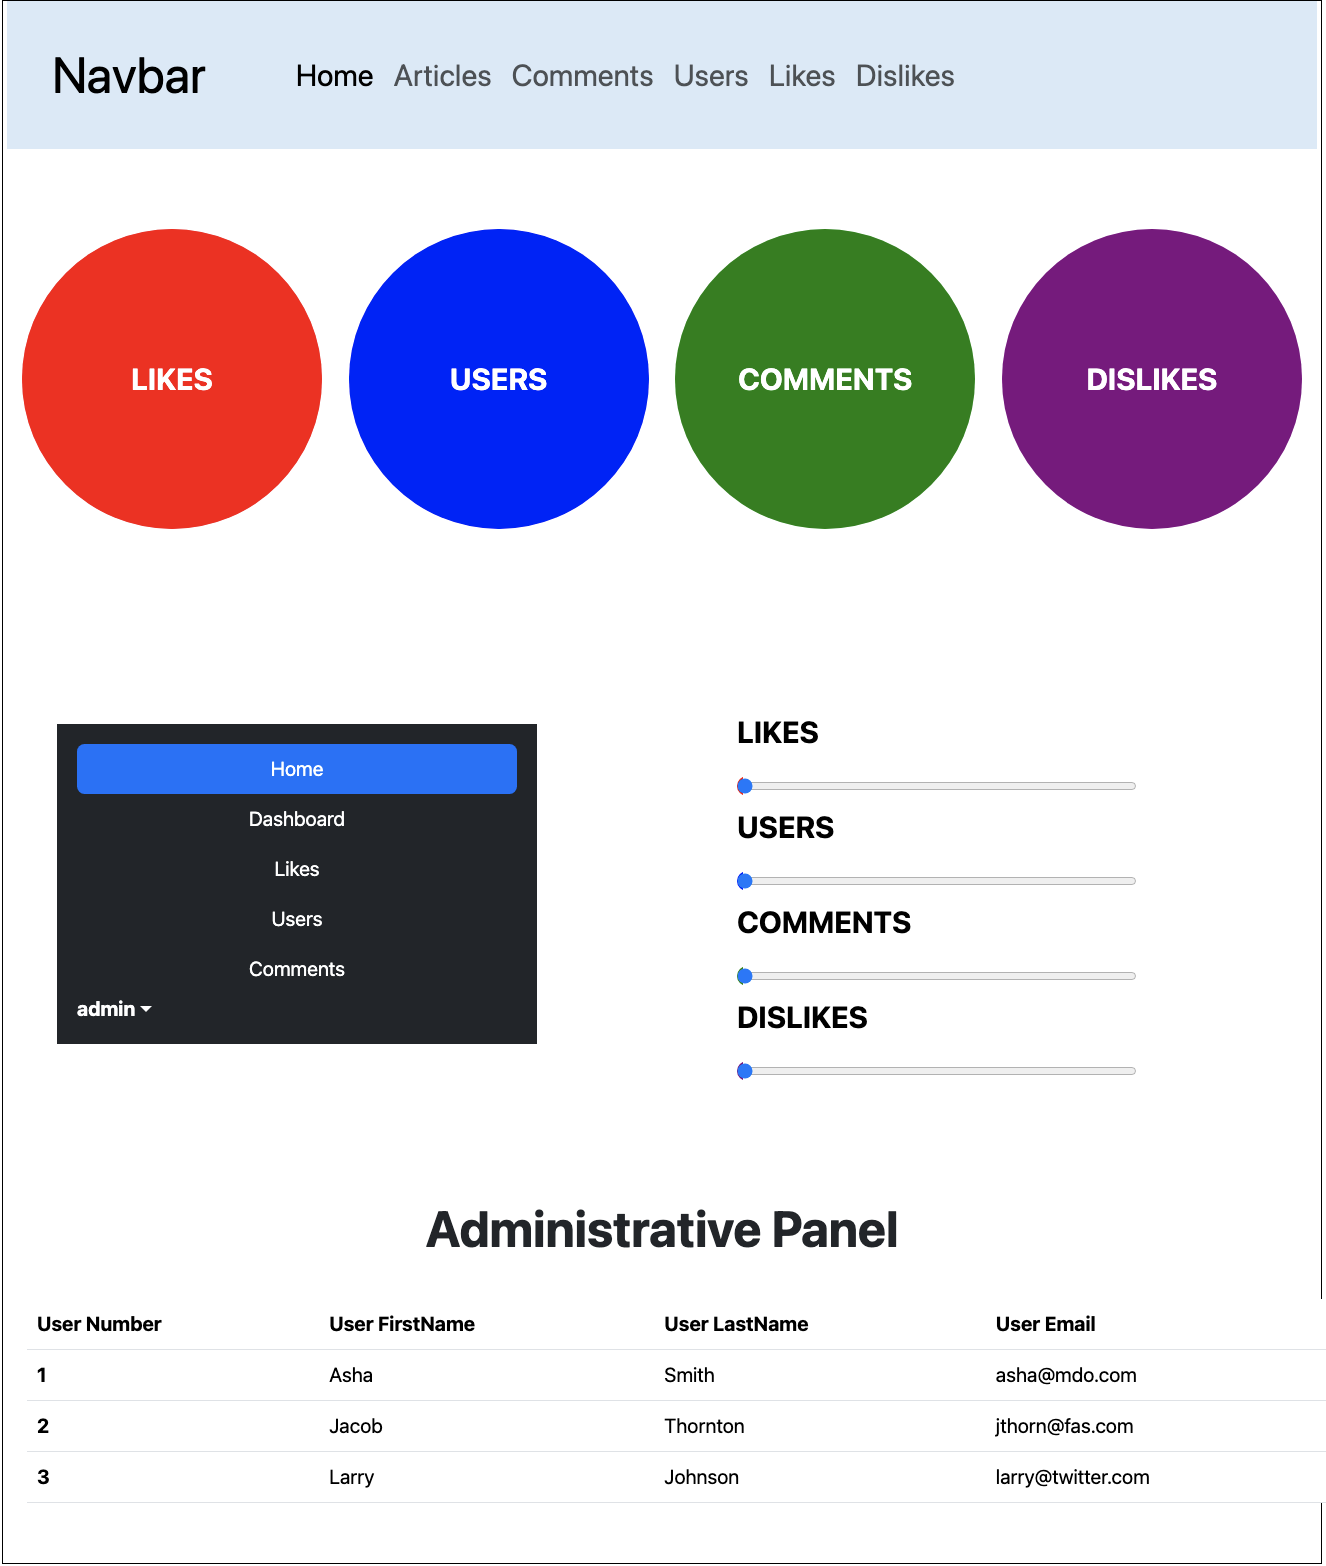 Navbar Home Articles Comments Users Likes Dislikes
LIKES USERS COMMENTS DISLIKES
Home
Dashboard
Likes
Users
Comments
admin
LIKES
USERS
COMMENTS
DISLIKES
Administrative Panel
User Number User FirstName User LastName User Email
1 Asha Smith asha@mdo.com
2 Jacob Thornton jthorn@fas.com
3 Larry Johnson larry@twitter.com